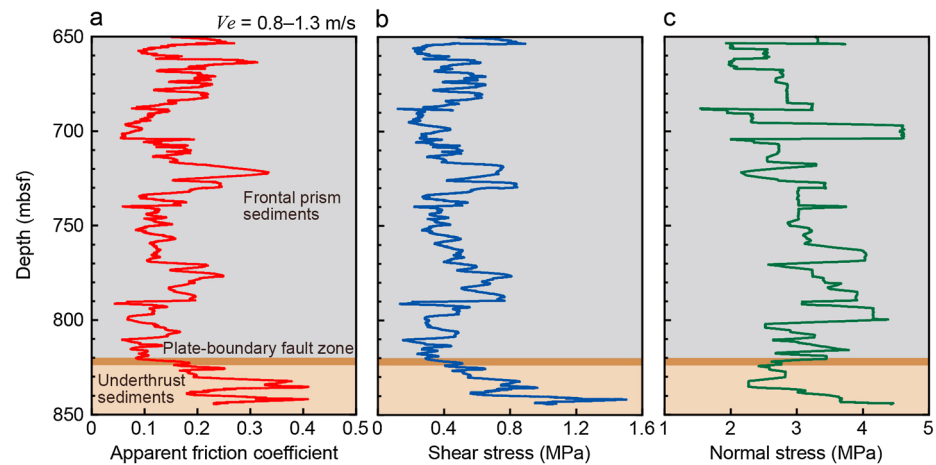 a
Ve = 0.8–1.3 m/s
b
c
650
700
750
800
850
Depth (mbsf)
Frontal prism
sediments
Plate-boundary fault zone
Underthrust
sediments
0 0.1 0.2 0.3 0.4 0.5
Apparent friction coefficient
0 0.4 0.8 1.2 1.6
Shear stress (MPa)
1 2 3 4 5
Normal stress (MPa)